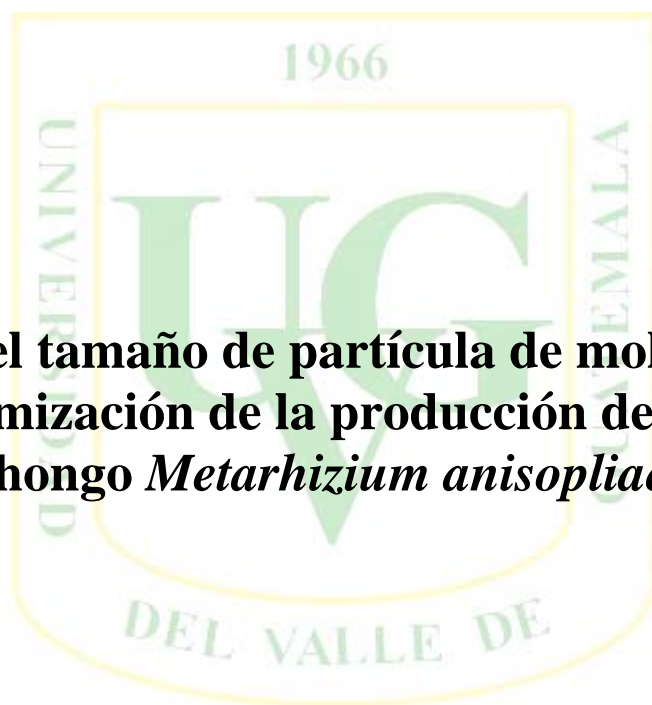 1966
UNIVERSIDAD
GUATEMALA
UVG
el tamaño de partícula de mol
mización de la producción de
hongo Metarhizium anisopliae
DEL VALLE DE